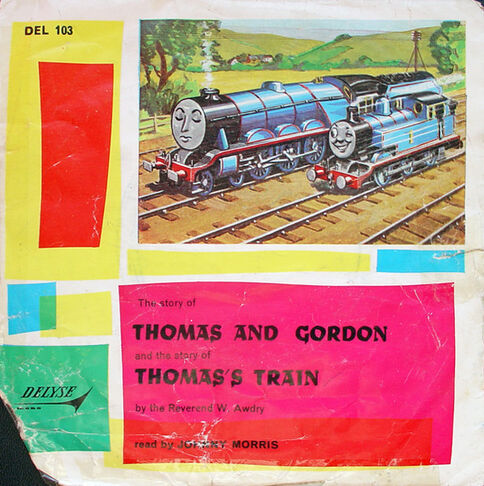 DEL 103
The story of
THOMAS AND GORDON
and the story of
THOMAS'S TRAIN
by the Reverend W. Awdry
read by JOHNNY MORRIS
DELYSE